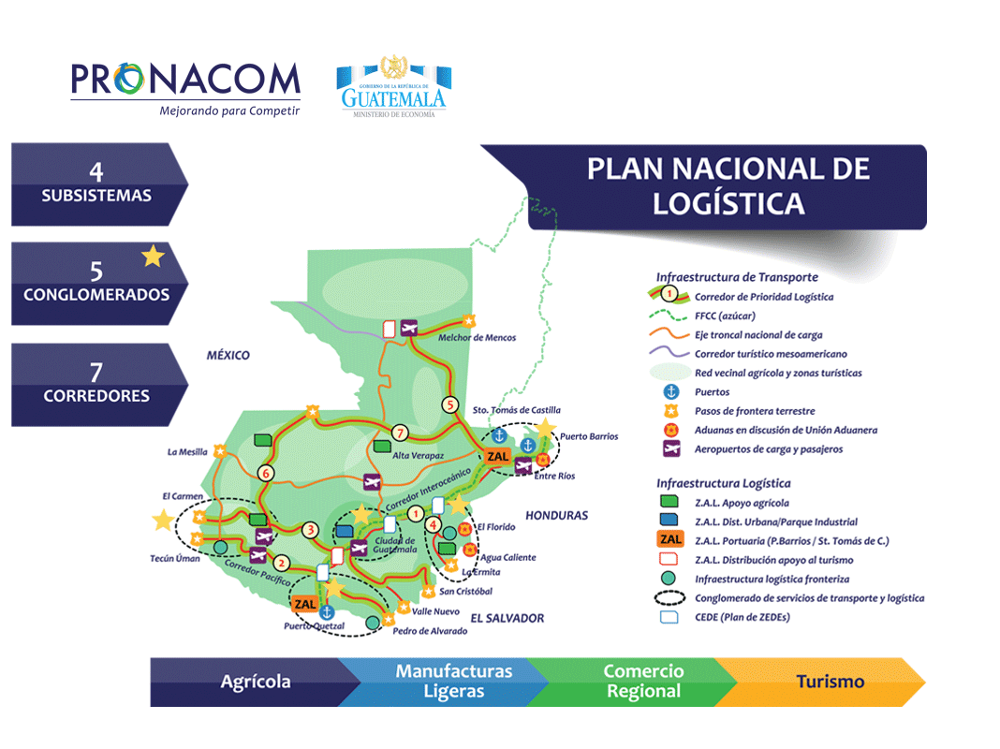 PRONACOM
Mejorando para Competir
GOBIERNO DE LA REPÚBLICA DE
GUATEMALA
MINISTERIO DE ECONOMÍA
4
SUBSISTEMAS
5
CONGLOMERADOS
7
CORREDORES
PLAN NACIONAL DE
LOGÍSTICA
MÉXICO
Melchor de Mencos
5
Sto. Tomás de Castilla
Puerto Barrios
7
Alta Verapaz
ZAL
Entre Ríos
La Mesilla
6
Corredor Interoceánico
El Carmen
1
HONDURAS
3
4
El Florido
Ciudad de
Guatemala
Tecún Úman
2
Corredor Pacífico
Agua Caliente
La Ermita
San Cristóbal
ZAL
Valle Nuevo
EL SALVADOR
Puerto Quetzal
Pedro de Alvarado
Infraestructura de Transporte
1
Corredor de Prioridad Logística
FFCC (azúcar)
Eje troncal nacional de carga
Corredor turístico mesoamericano
Red vecinal agrícola y zonas turísticas
Puertos
Pasos de frontera terrestre
Aduanas en discusión de Unión Aduanera
Aeropuertos de carga y pasajeros
Infraestructura Logística
Z.A.L. Apoyo agrícola
Z.A.L. Dist. Urbana/Parque Industrial
ZAL Z.A.L. Portuaria (P.Barrios / St. Tomás de C.)
Z.A.L. Distribución apoyo al turismo
Infraestructura logística fronteriza
Conglomerado de servicios de transporte y logística
CEDE (Plan de ZEDEs)
Agrícola
Manufacturas
Ligeras
Comercio
Regional
Turismo